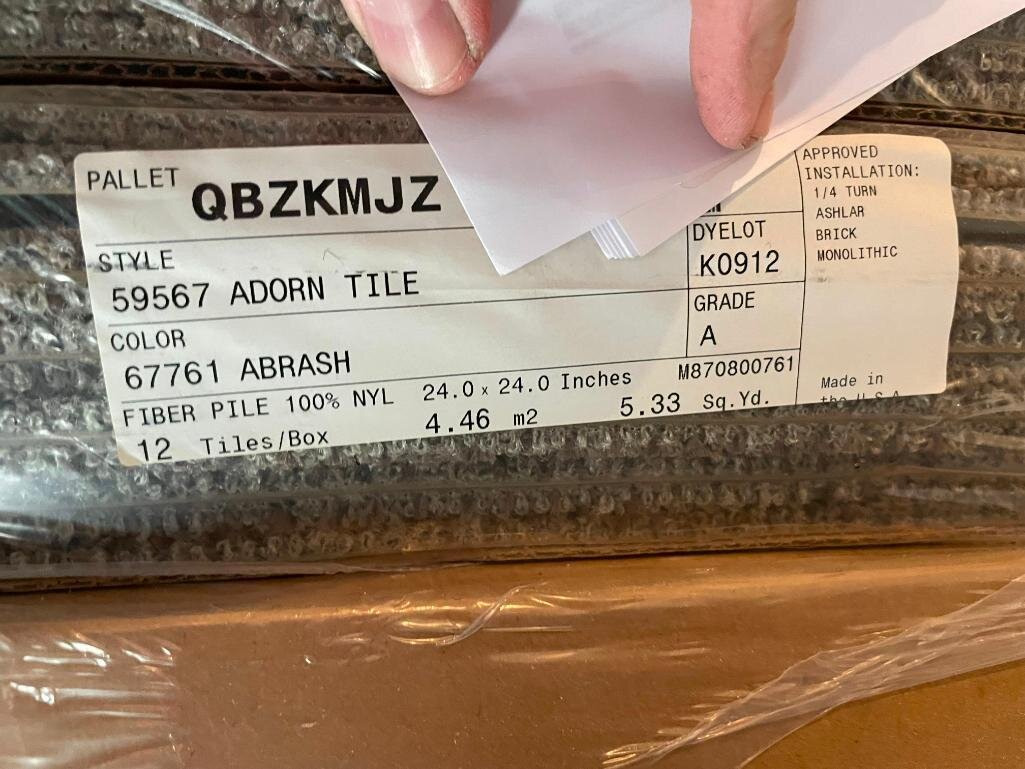 PALLET QBZKMJZ
STYLE
59567 ADORN TILE
COLOR
67761 ABRASH
FIBER PILE 100% NYL 24.0 x 24.0 Inches
12 Tiles/Box 4.46 m2 5.33 Sq.Yd.
DYELOT
K0912
GRADE
A
M870800761
APPROVED
INSTALLATION:
1/4 TURN
ASHLAR
BRICK
MONOLITHIC
Made in
the U.S.A